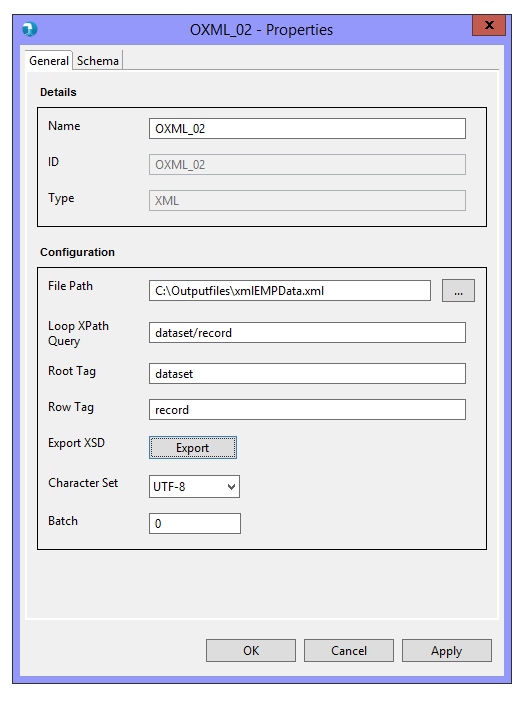 OXML_02 - Properties
x
General Schema
Details
Name OXML_02
ID OXML_02
Type XML
Configuration
File Path C:\Outputfiles\xmlEMPData.xml ...
Loop XPath
Query dataset/record
Root Tag dataset
Row Tag record
Export XSD Export
Character Set UTF-8
Batch 0
OK Cancel Apply